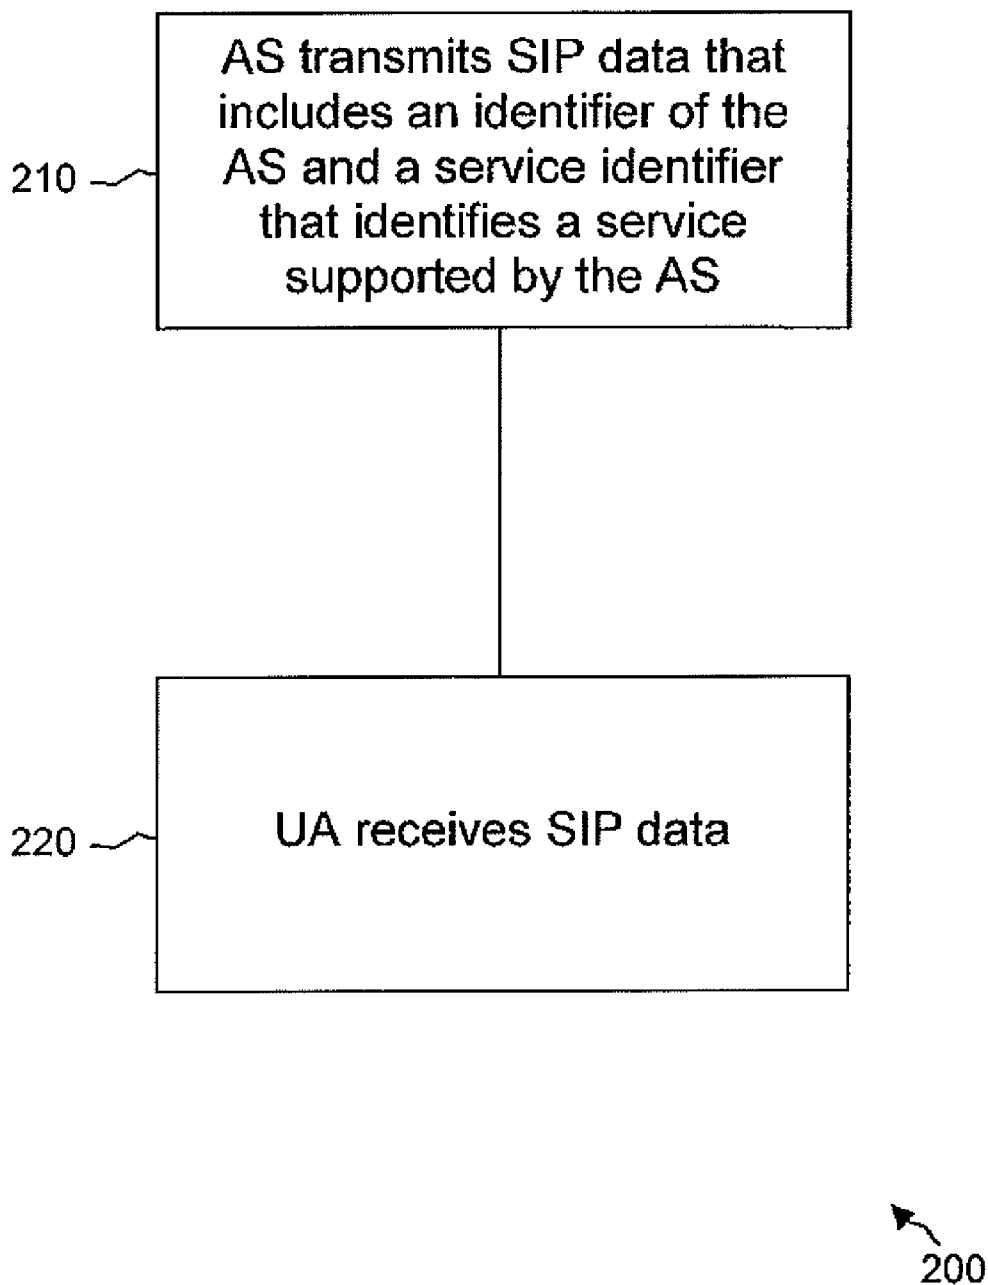 AS transmits SIP data that
includes an identifier of the
AS and a service identifier
that identifies a service
supported by the AS
210
UA receives SIP data
220
200